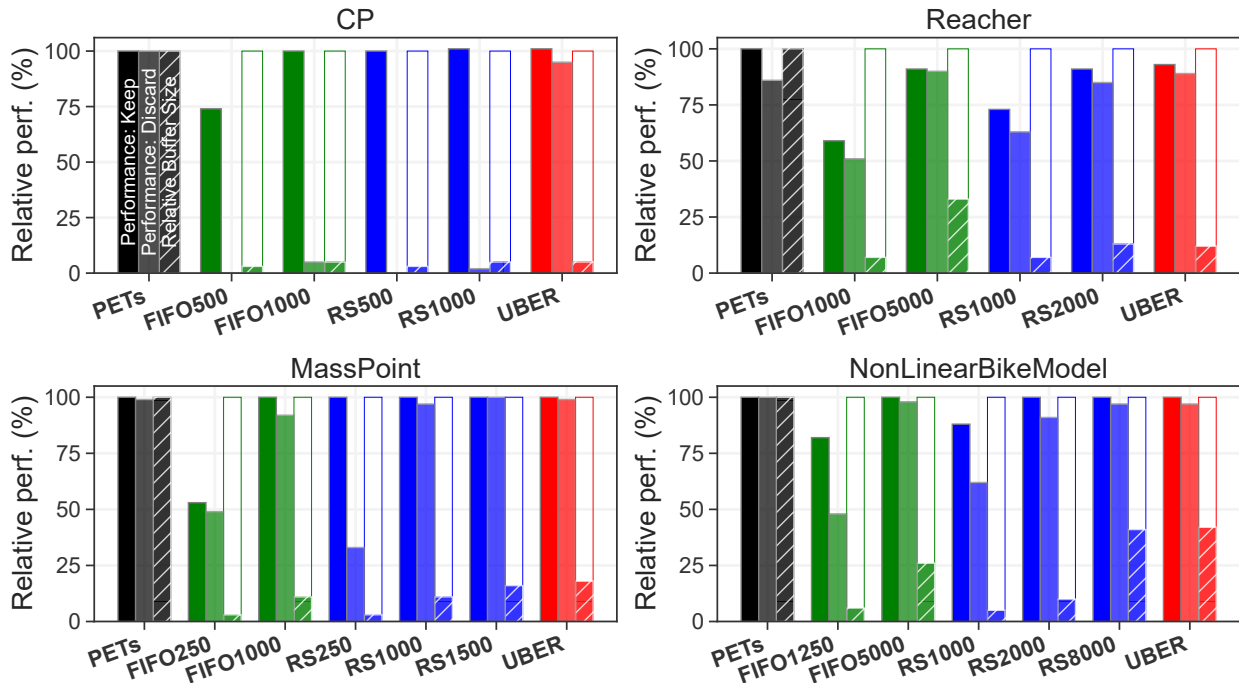 CP
Relative perf. (%)
100
75
50
25
0
Performance: Keep
Performance: Discard
Relative Buffer Size
PETs
FIFO500
FIFO1000
RS500
RS1000
UBER
Reacher
Relative perf. (%)
100
75
50
25
0
PETs
FIFO1000
FIFO5000
RS1000
RS2000
UBER
MassPoint
Relative perf. (%)
100
75
50
25
0
PETs
FIFO250
FIFO1000
RS250
RS1000
RS1500
UBER
NonLinearBikeModel
Relative perf. (%)
100
75
50
25
0
PETs
FIFO1250
FIFO5000
RS1000
RS2000
RS8000
UBER